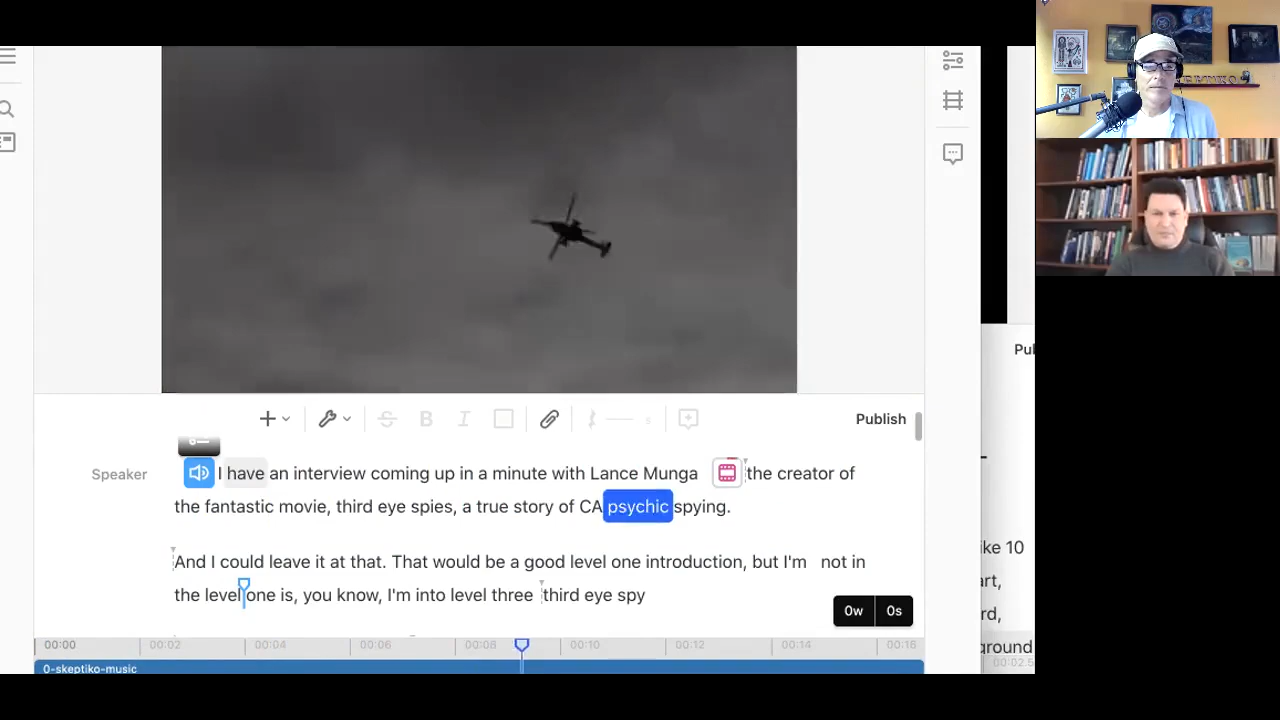 Publish
Speaker
I have an interview coming up in a minute with Lance Munga the creator of
the fantastic movie, third eye spies, a true story of CA psychic spying.
And I could leave it at that. That would be a good level one introduction, but I'm not in
the level one is, you know, I'm into level three third eye spy
0w 0s
00:00 00:02 00:04 00:06 00:08 00:10 00:12 00:14 00:16
0-skeptiko-music
Pul
ike 10
art,
rd,
ground
00:02.5